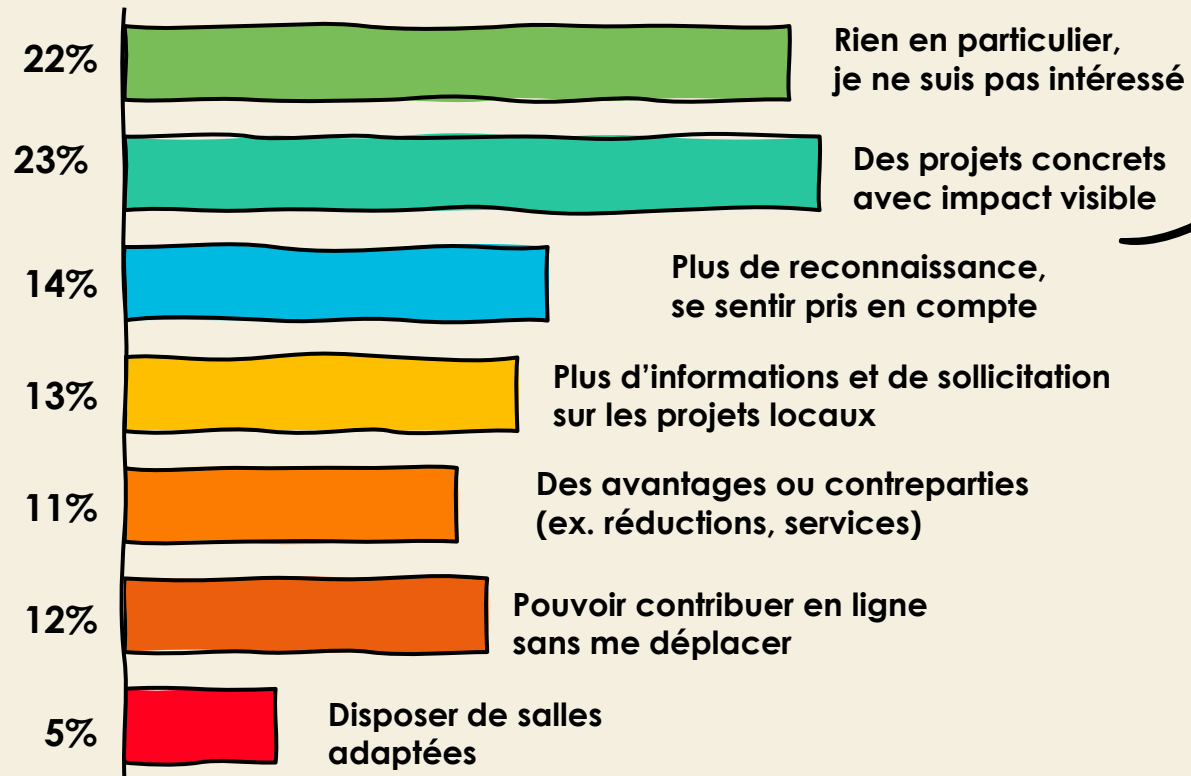 22%
Rien en particulier,
je ne suis pas intéressé
23%
Des projets concrets
avec impact visible
14%
Plus de reconnaissance,
se sentir pris en compte
13%
Plus d’informations et de sollicitation
sur les projets locaux
11%
Des avantages ou contreparties
(ex. réductions, services)
12%
Pouvoir contribuer en ligne
sans me déplacer
5%
Disposer de salles
adaptées